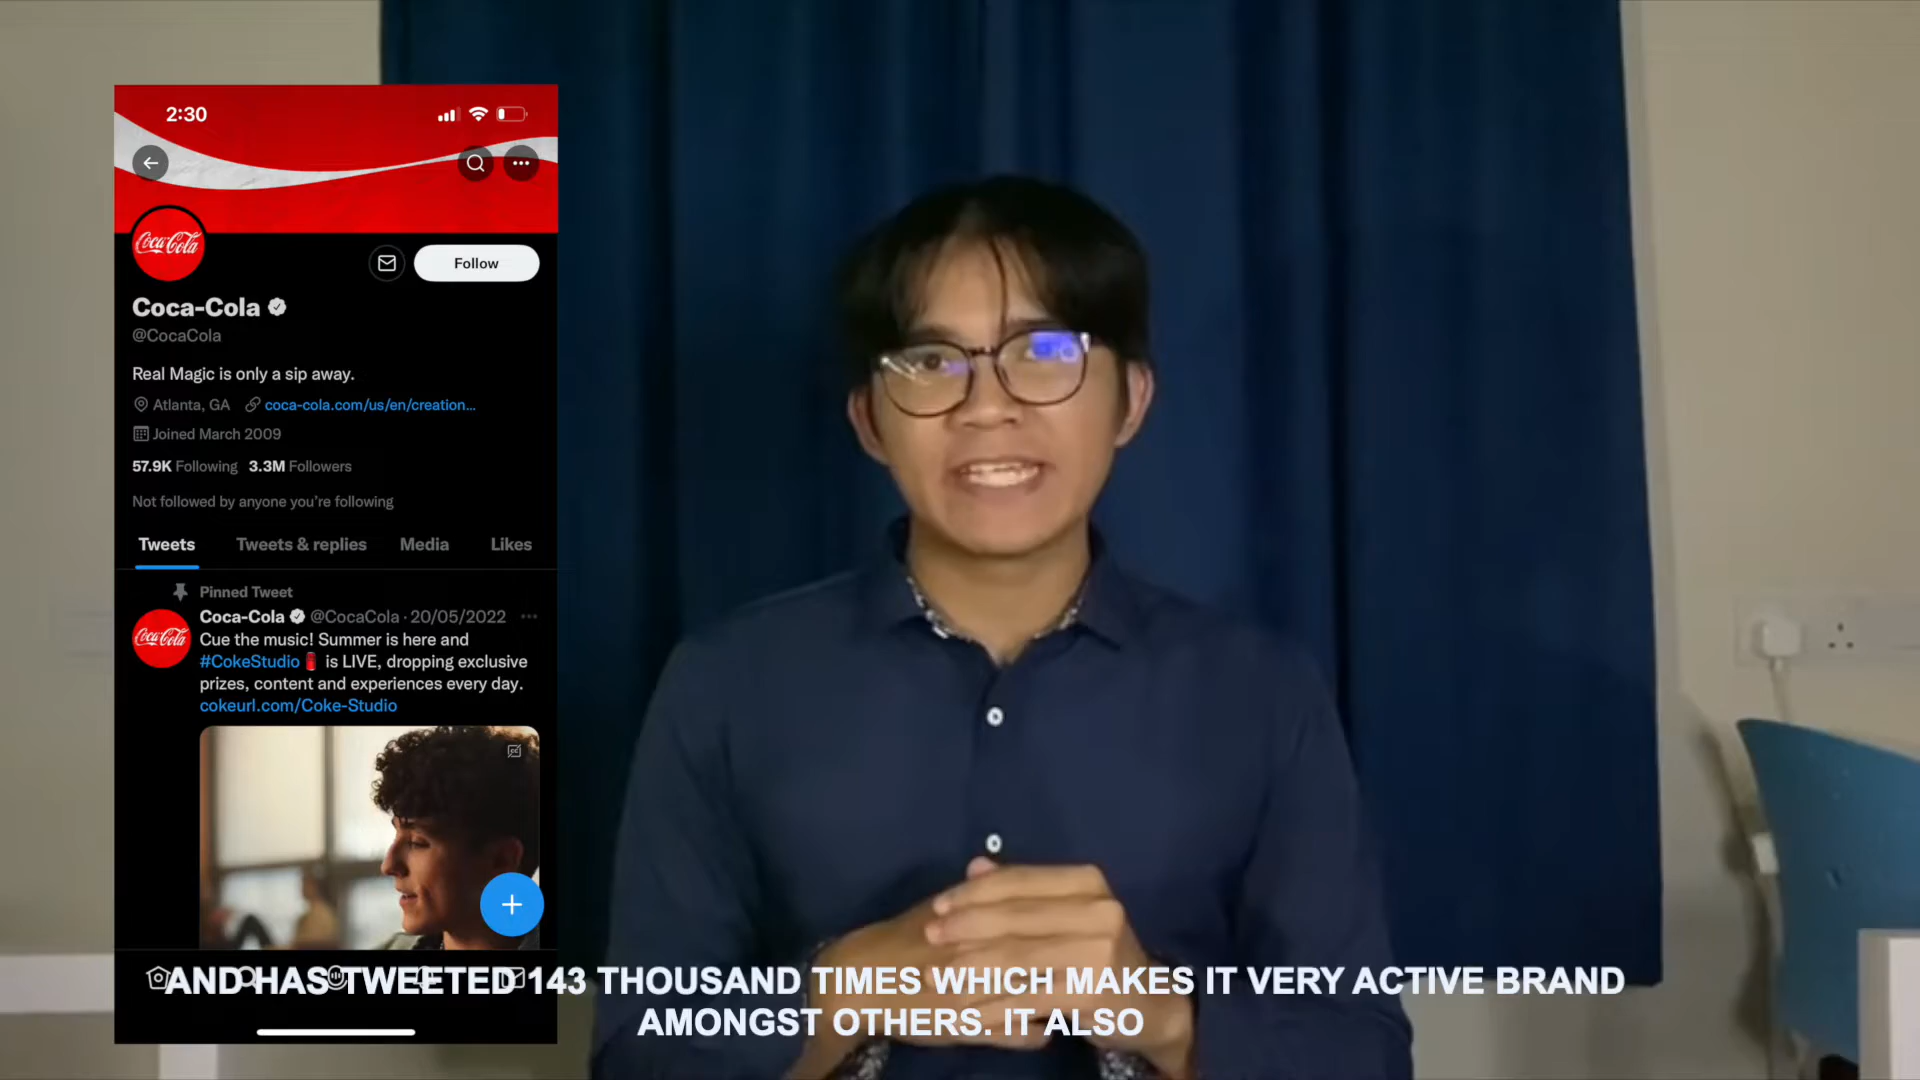 2:30
Coca-Cola
Follow
Coca-Cola
@CocaCola
Real Magic is only a sip away.
Atlanta, GA coca-cola.com/us/en/creation...
Joined March 2009
57.9K Following 3.3M Followers
Not followed by anyone you're following
Tweets Tweets & replies Media Likes
Pinned Tweet
Coca-Cola @CocaCola · 20/05/2022
Coca-Cola
Cue the music! Summer is here and
#CokeStudio is LIVE, dropping exclusive
prizes, content and experiences every day.
cokeurl.com/Coke-Studio
AND HAS TWEETED 143 THOUSAND TIMES WHICH MAKES IT VERY ACTIVE BRAND
AMONGST OTHERS. IT ALSO